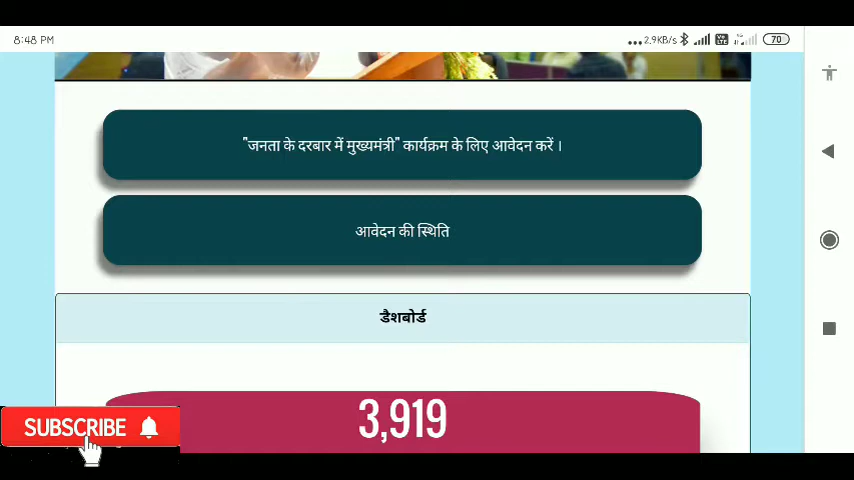 8:48 PM
2.9KB/s
70
"जनता के दरबार में मुख्यमंत्री" कार्यक्रम के लिए आवेदन करें ।
आवेदन की स्थिति
डैशबोर्ड
3,919
SUBSCRIBE